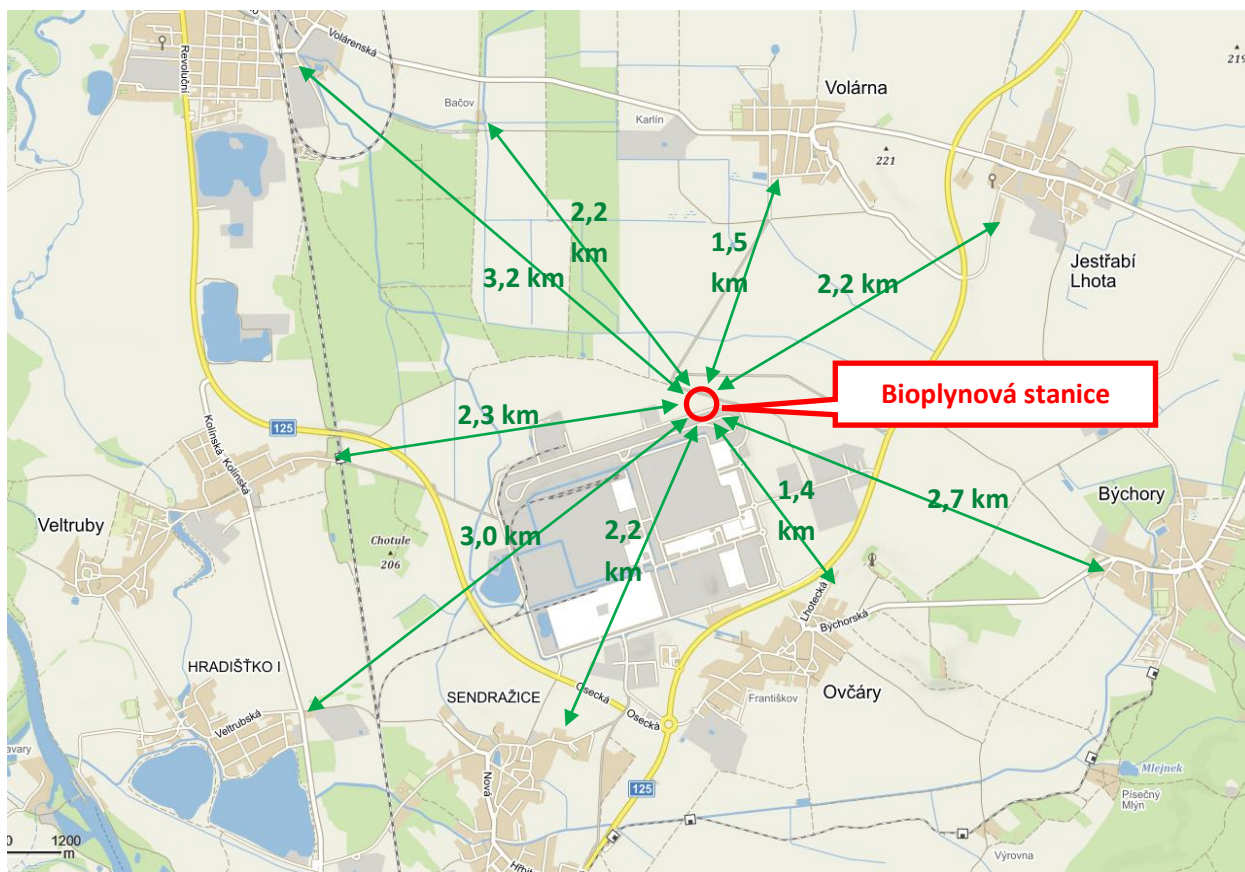 Volárenská
Revoluční
219
Volárna
Bačov
Karlín
221
2,2
km
1,5
km
3,2 km
2,2 km
Jestřabí
Lhota
Bioplynová stanice
2,3 km
125
Kolínská
Kolínská
1,4
km
2,7 km
Býchory
Veltruby
Chotule
206
3,0 km
2,2
km
Lhotecká
Býchorská
HRADIŠŤKO I
SENDRAŽICE
Osecká
Osecká
Františkov
Ovčáry
Veltrubská
Nová
125
Mlejnek
Písečný
Mlýn
1200
m
Výrovna